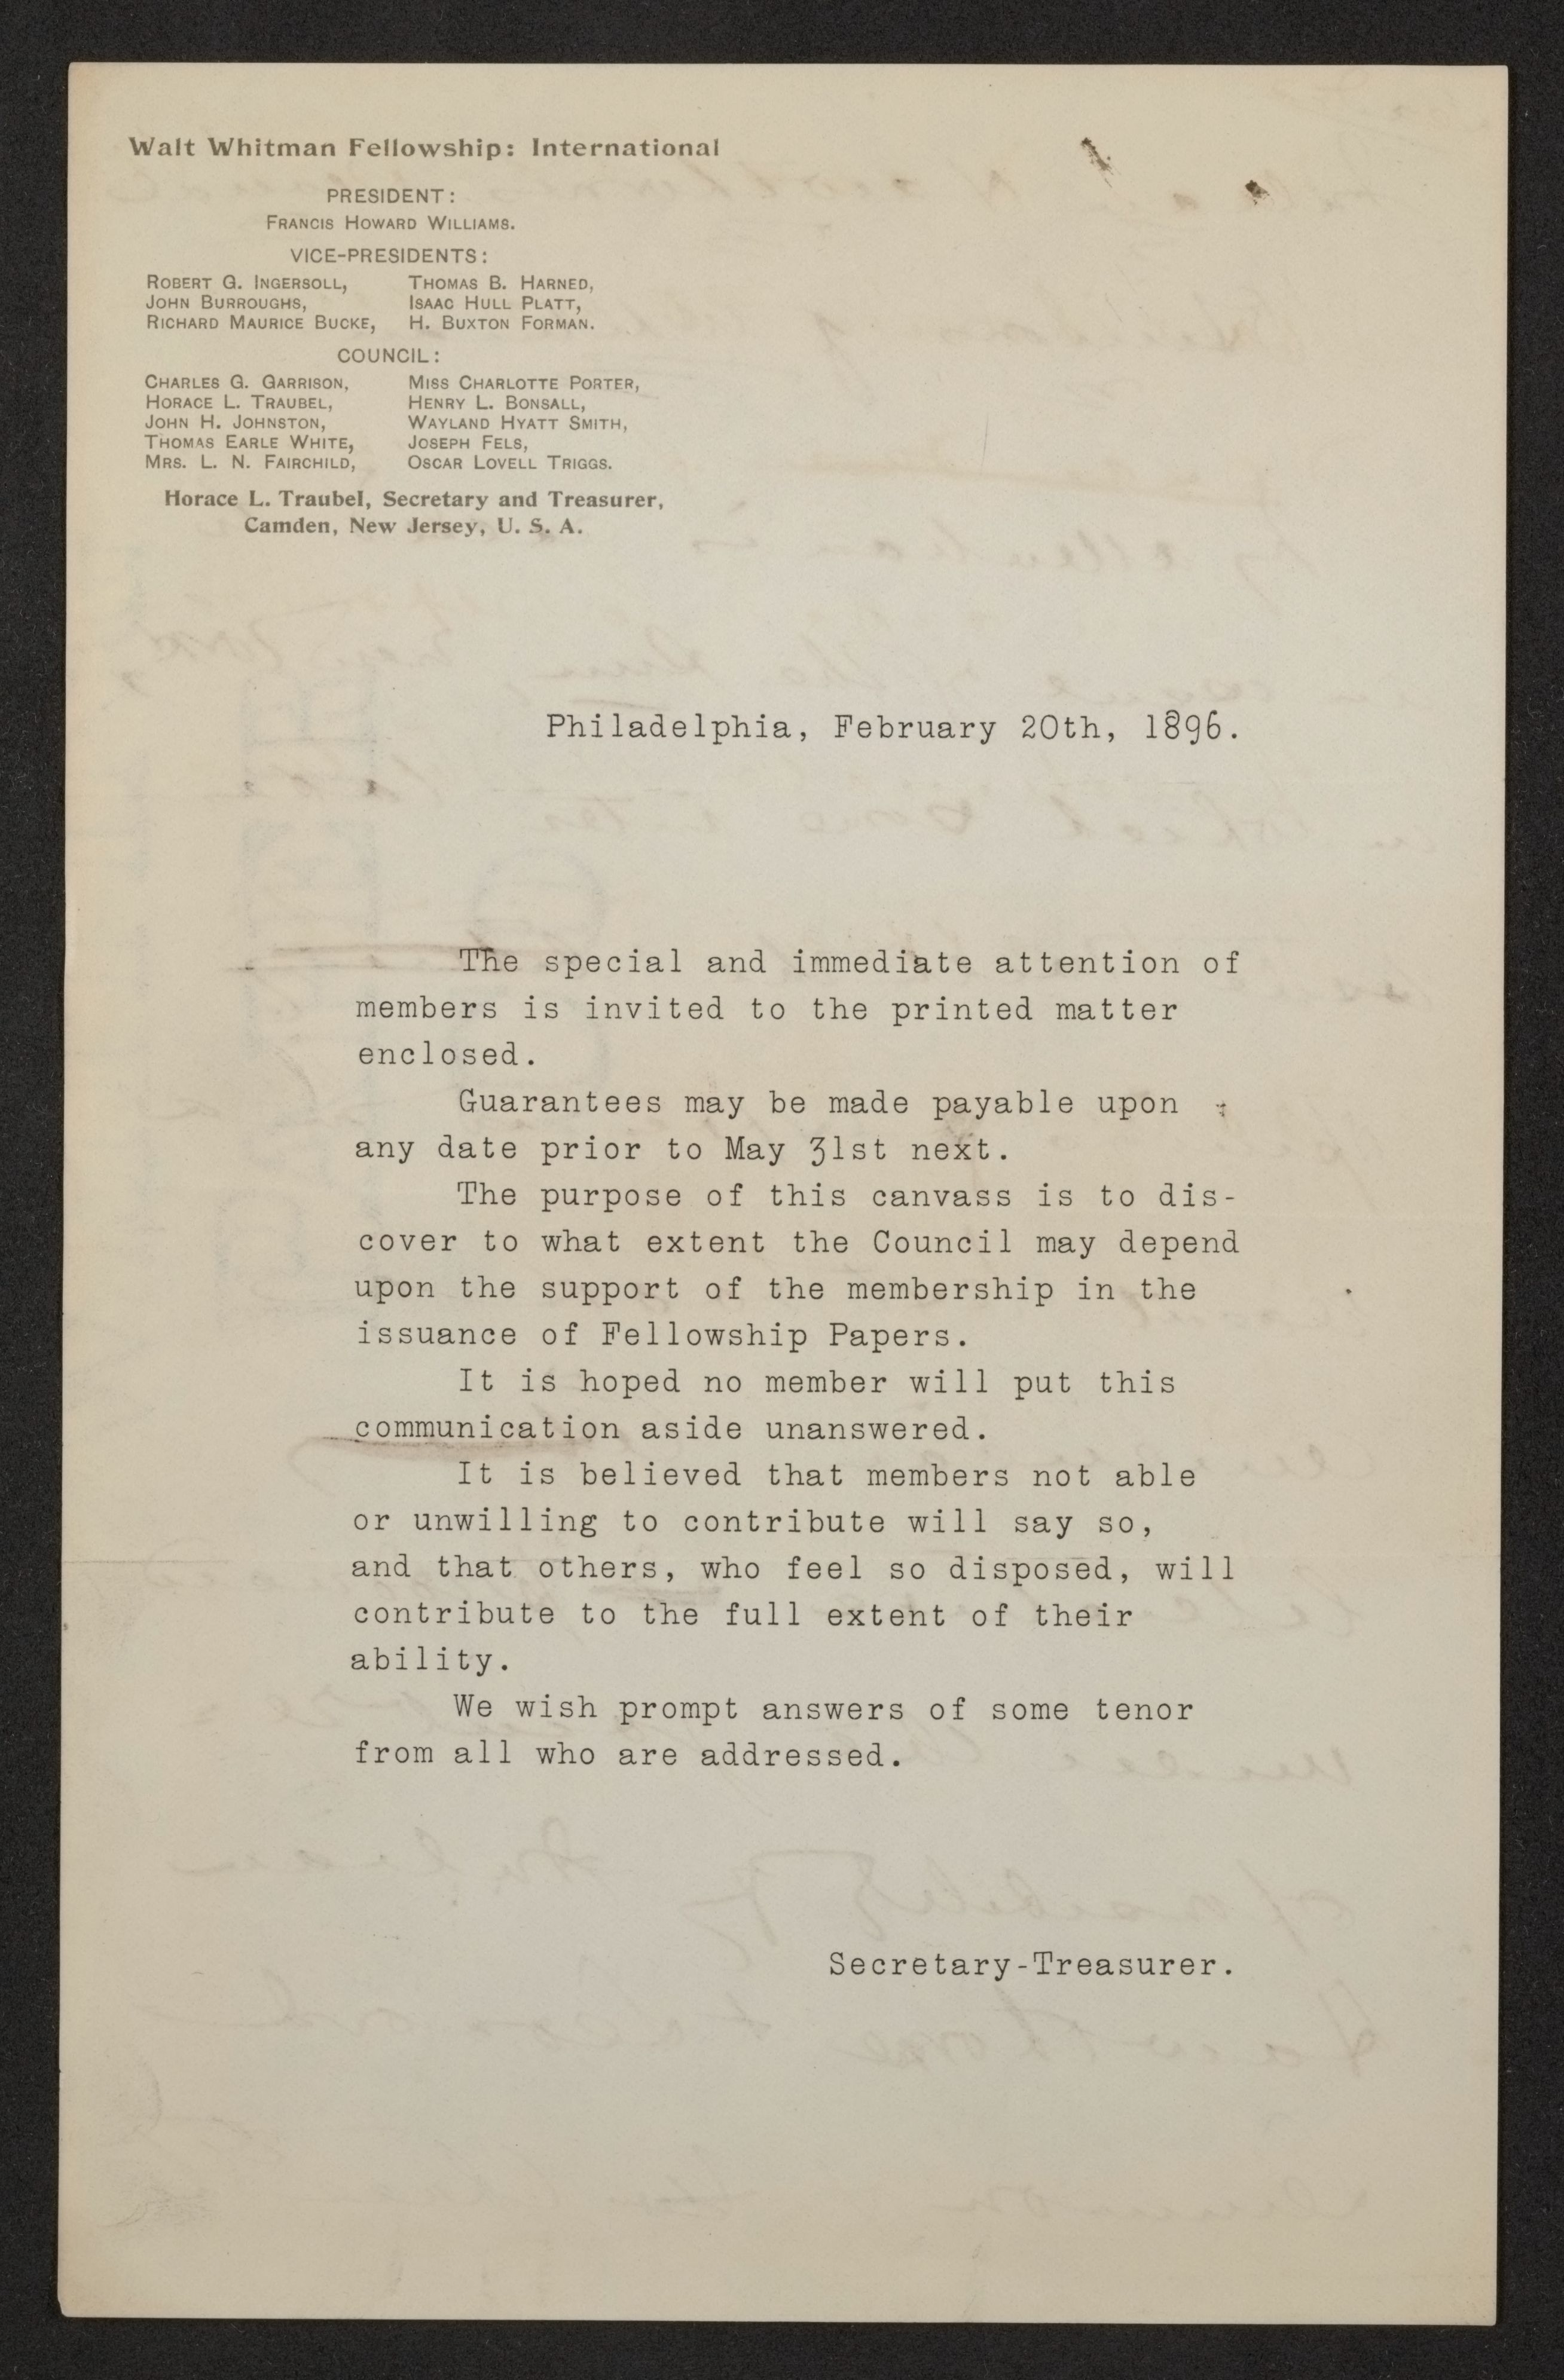 Walt Whitman Fellowship: International
PRESIDENT:
FRANCIS HOWARD WILLIAMS.
VICE-PRESIDENTS:
ROBERT G. INGERSOLL, THOMAS B. HARNED,
JOHN BURROUGHS, ISAAC HULL PLATT,
RICHARD MAURICE BUCKE, H. BUXTON FORMAN.
COUNCIL:
CHARLES G. GARRISON, MISS CHARLOTTE PORTER,
HORACE L. TRAUBEL, HENRY L. BONSALL,
JOHN H. JOHNSTON, WAYLAND HYATT SMITH,
THOMAS EARLE WHITE, JOSEPH FELS,
MRS. L. N. FAIRCHILD, OSCAR LOVELL TRIGGS.
Horace L. Traubel, Secretary and Treasurer,
Camden, New Jersey, U. S. A.
Philadelphia, February 20th, 1896.
The special and immediate attention of
members is invited to the printed matter
enclosed.
Guarantees may be made payable upon
any date prior to May 31st next.
The purpose of this canvass is to dis-
cover to what extent the Council may depend
upon the support of the membership in the
issuance of Fellowship Papers.
It is hoped no member will put this
communication aside unanswered.
It is believed that members not able
or unwilling to contribute will say so,
and that others, who feel so disposed, will
contribute to the full extent of their
ability.
We wish prompt answers of some tenor
from all who are addressed.
Secretary-Treasurer.